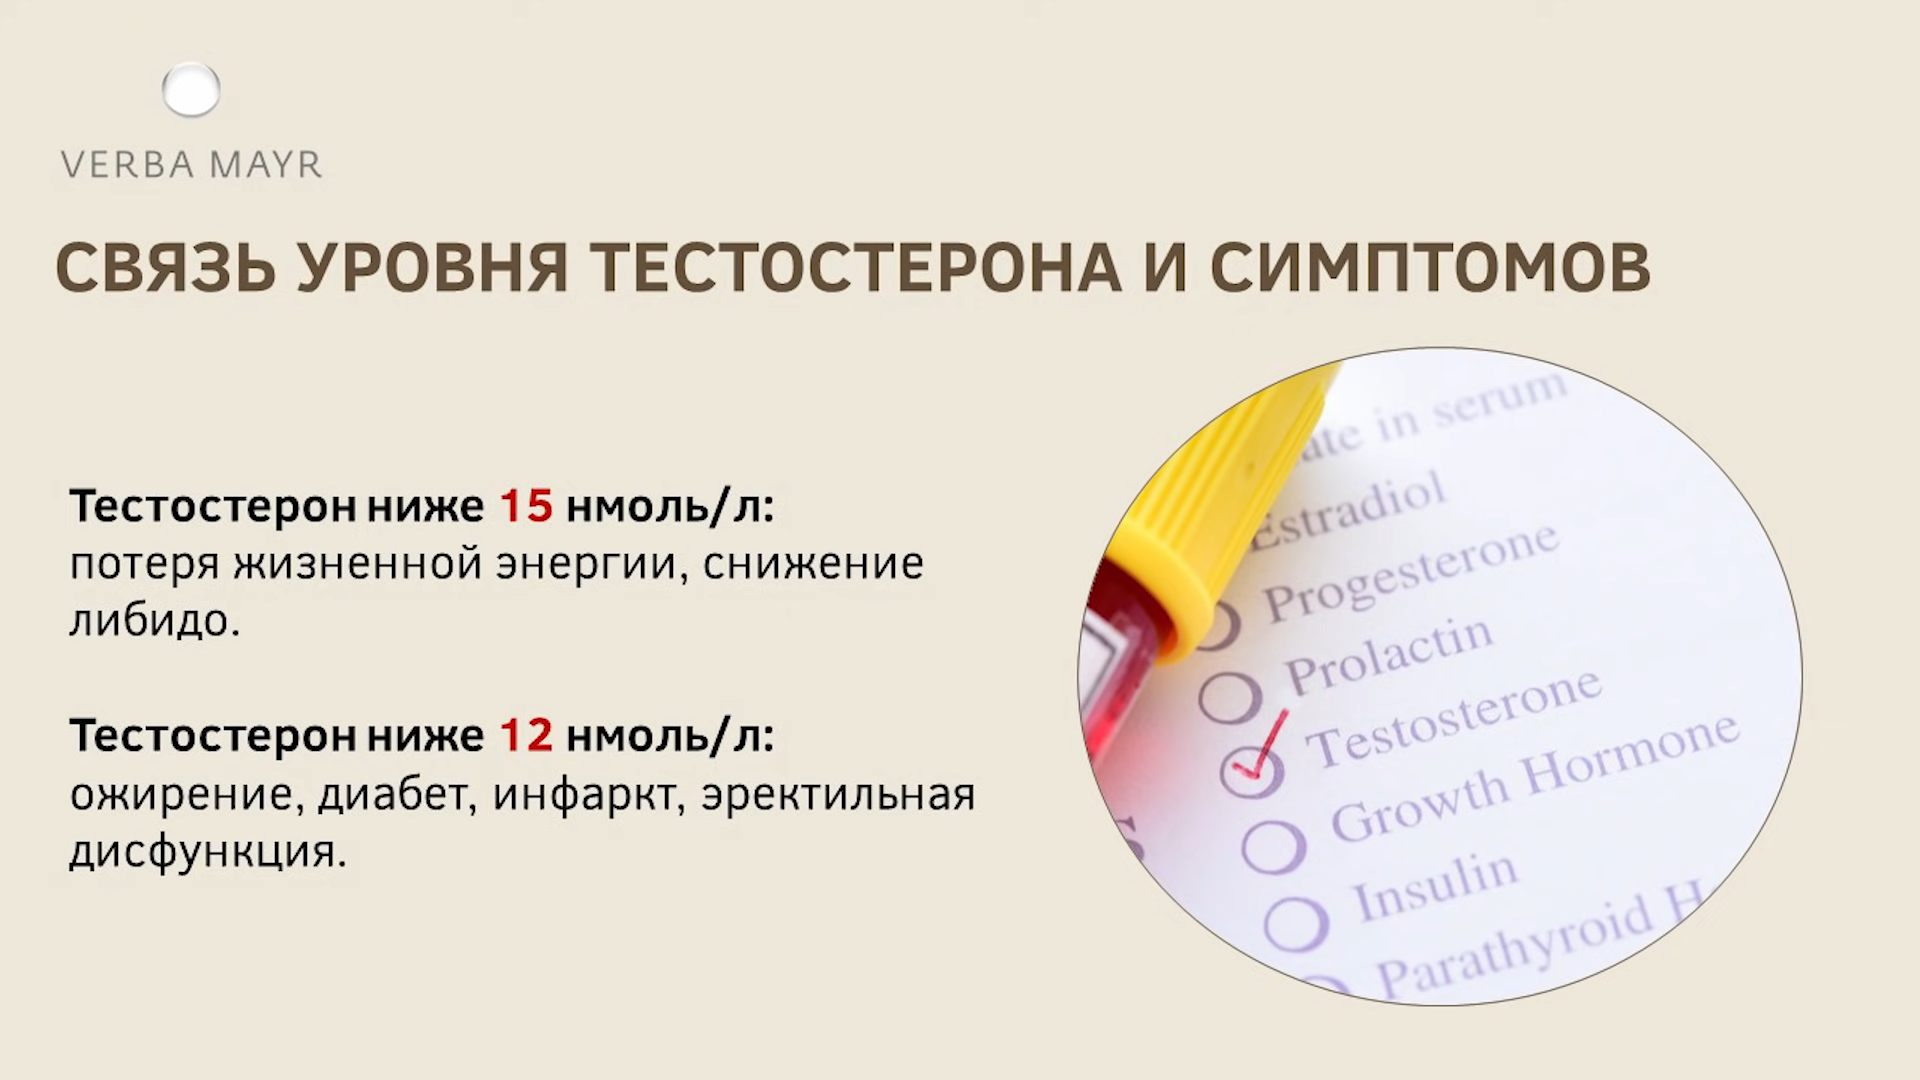 VERBA MAYR
СВЯЗЬ УРОВНЯ ТЕСТОСТЕРОНА И СИМПТОМОВ
Тестостерон ниже 15 нмоль/л:
потеря жизненной энергии, снижение
либидо.
Тестостерон ниже 12 нмоль/л:
ожирение, диабет, инфаркт, эректильная
дисфункция.
in serum
Estradiol
Progesterone
Prolactin
Testosterone
Growth Hormone
Insulin
Parathyroid H